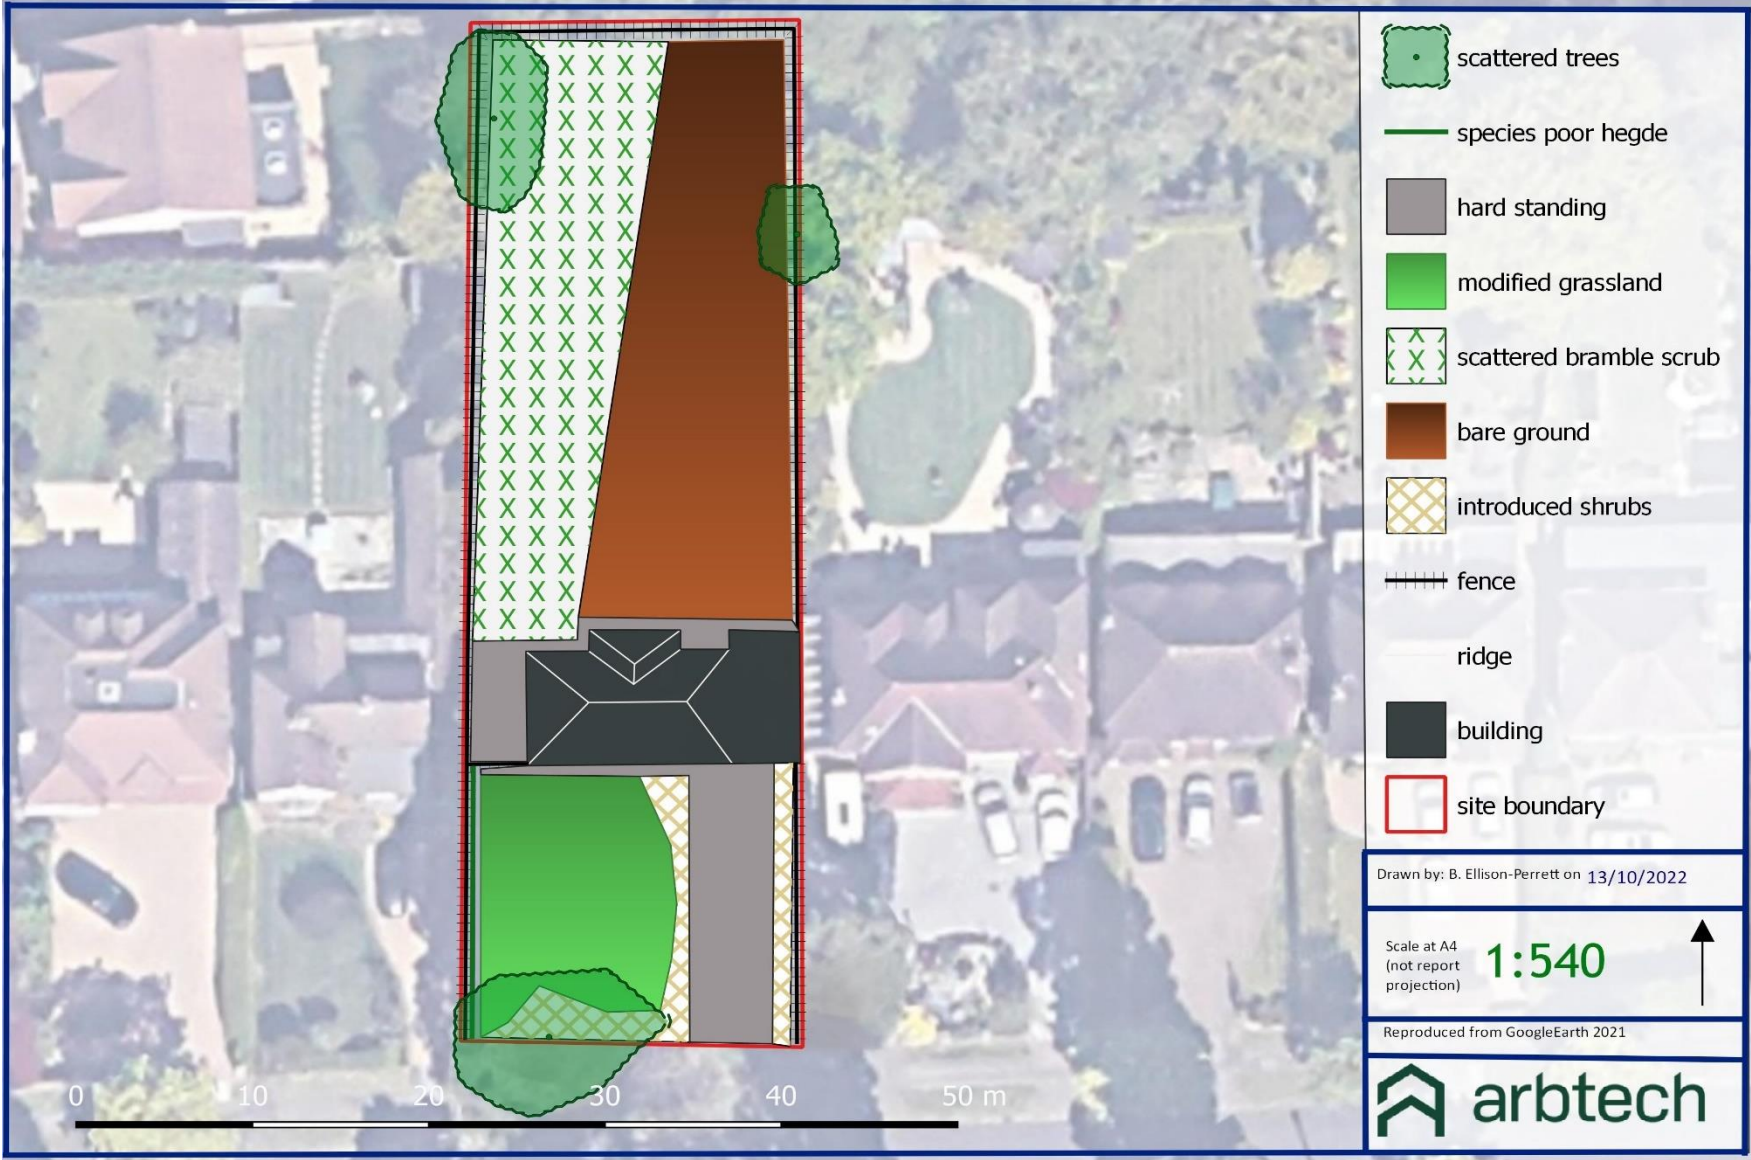 scattered trees
species poor hegde
hard standing
modified grassland
scattered bramble scrub
bare ground
introduced shrubs
fence
ridge
building
site boundary
Drawn by: B. Ellison-Perrett on 13/10/2022
Scale at A4
(not report
projection)
1:540
Reproduced from GoogleEarth 2021
arbtech
0 10 20 30 40 50 m